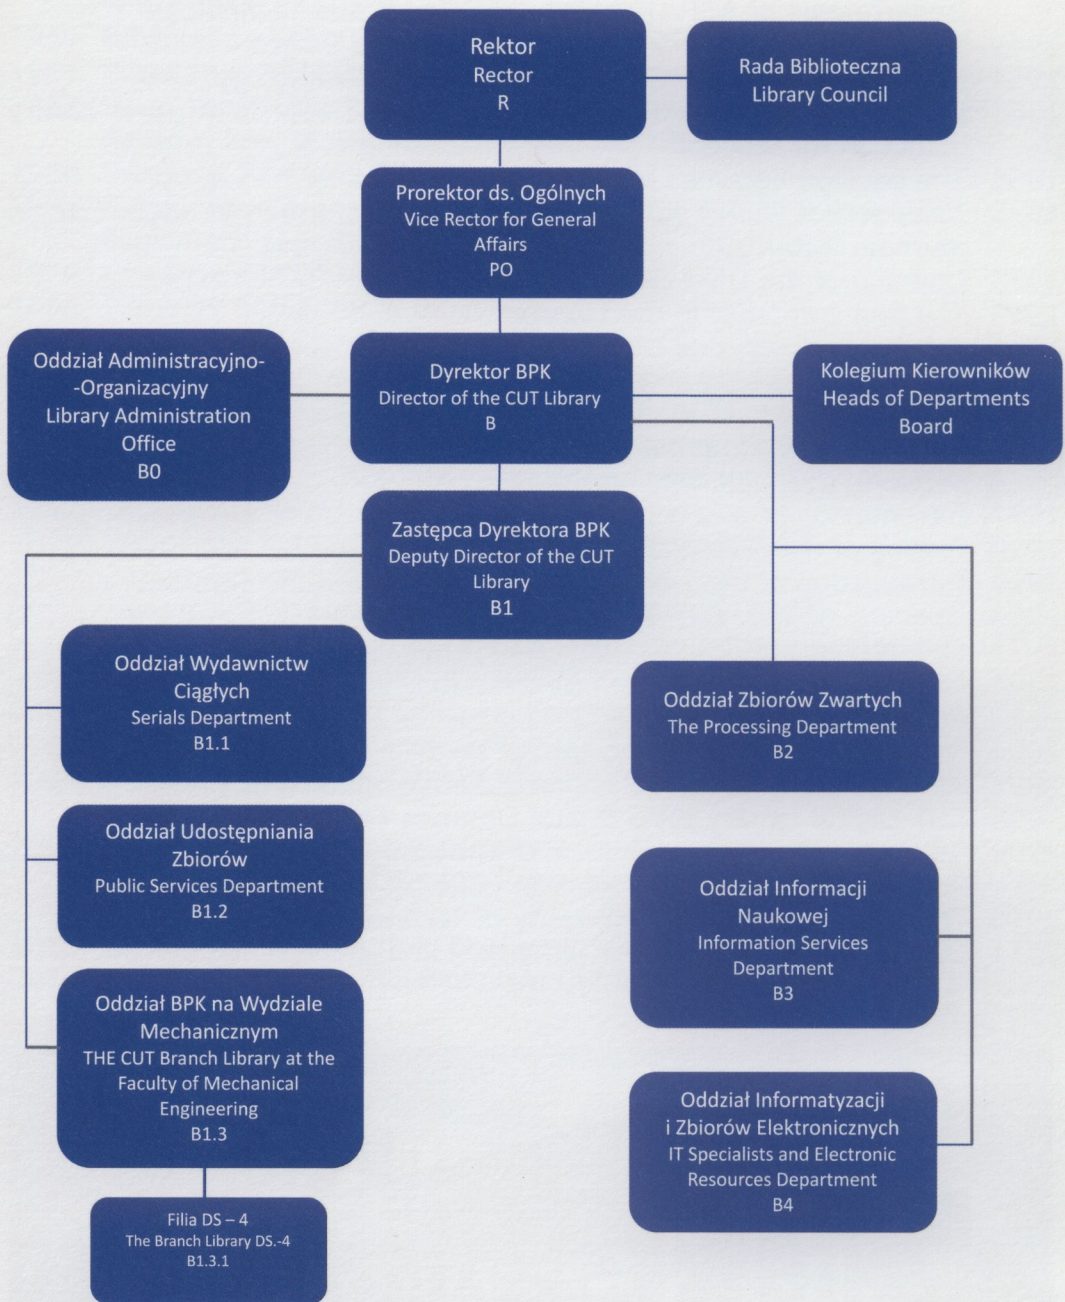 Rektor
Rector
R
Rada Biblioteczna
Library Council
Prorektor ds. Ogólnych
Vice Rector for General
Affairs
PO
Oddział Administracyjno-
-Organizacyjny
Library Administration
Office
B0
Dyrektor BPK
Director of the CUT Library
B
Kolegium Kierowników
Heads of Departments
Board
Zastępca Dyrektora BPK
Deputy Director of the CUT
Library
B1
Oddział Wydawnictw
Ciągłych
Serials Department
B1.1
Oddział Udostępniania
Zbiorów
Public Services Department
B1.2
Oddział BPK na Wydziale
Mechanicznym
THE CUT Branch Library at the
Faculty of Mechanical
Engineering
B1.3
Filia DS – 4
The Branch Library DS.-4
B1.3.1
Oddział Zbiorów Zwartych
The Processing Department
B2
Oddział Informacji
Naukowej
Information Services
Department
B3
Oddział Informatyzacji
i Zbiorów Elektronicznych
IT Specialists and Electronic
Resources Department
B4